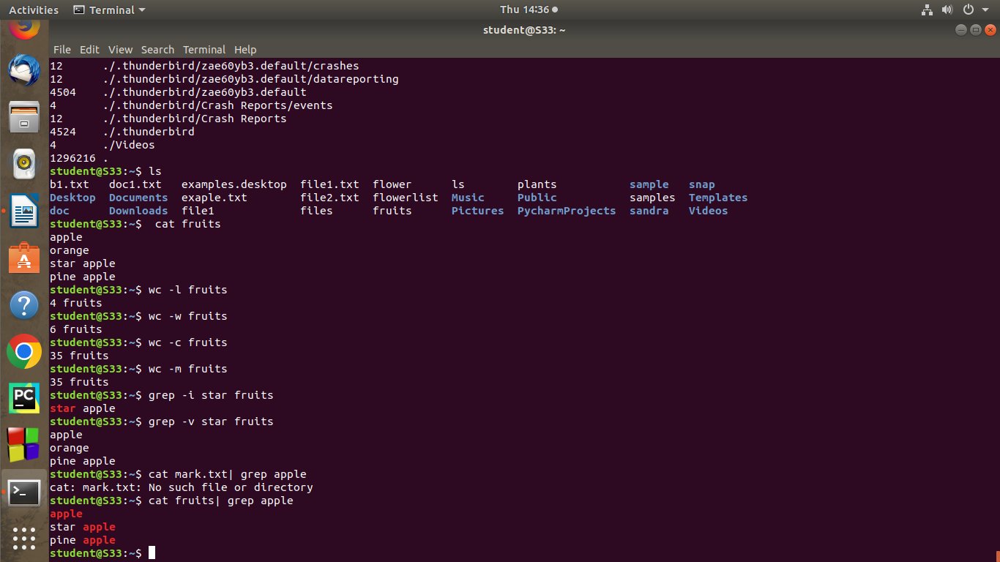 Activities Terminal Thu 14:36
student@S33: ~
File Edit View Search Terminal Help
12      ./.thunderbird/zae60yb3.default/crashes
12      ./.thunderbird/zae60yb3.default/datareporting
4504    ./.thunderbird/zae60yb3.default
4       ./.thunderbird/Crash Reports/events
12      ./.thunderbird/Crash Reports
4524    ./.thunderbird
4       ./Videos
1296216 .
student@S33:~$ ls
b1.txt   doc1.txt   examples.desktop  file1.txt  flower      ls        plants           sample   snap
Desktop  Documents  exaple.txt        file2.txt  flowerlist  Music     Public           samples  Templates
doc      Downloads  file1             files      fruits      Pictures  PycharmProjects  sandra   Videos
student@S33:~$  cat fruits
apple
orange
star apple
pine apple
student@S33:~$ wc -l fruits
4 fruits
student@S33:~$ wc -w fruits
6 fruits
student@S33:~$ wc -c fruits
35 fruits
student@S33:~$ wc -m fruits
35 fruits
student@S33:~$ grep -i star fruits
star apple
student@S33:~$ grep -v star fruits
apple
orange
pine apple
student@S33:~$ cat mark.txt| grep apple
cat: mark.txt: No such file or directory
student@S33:~$ cat fruits| grep apple
apple
star apple
pine apple
student@S33:~$
PC